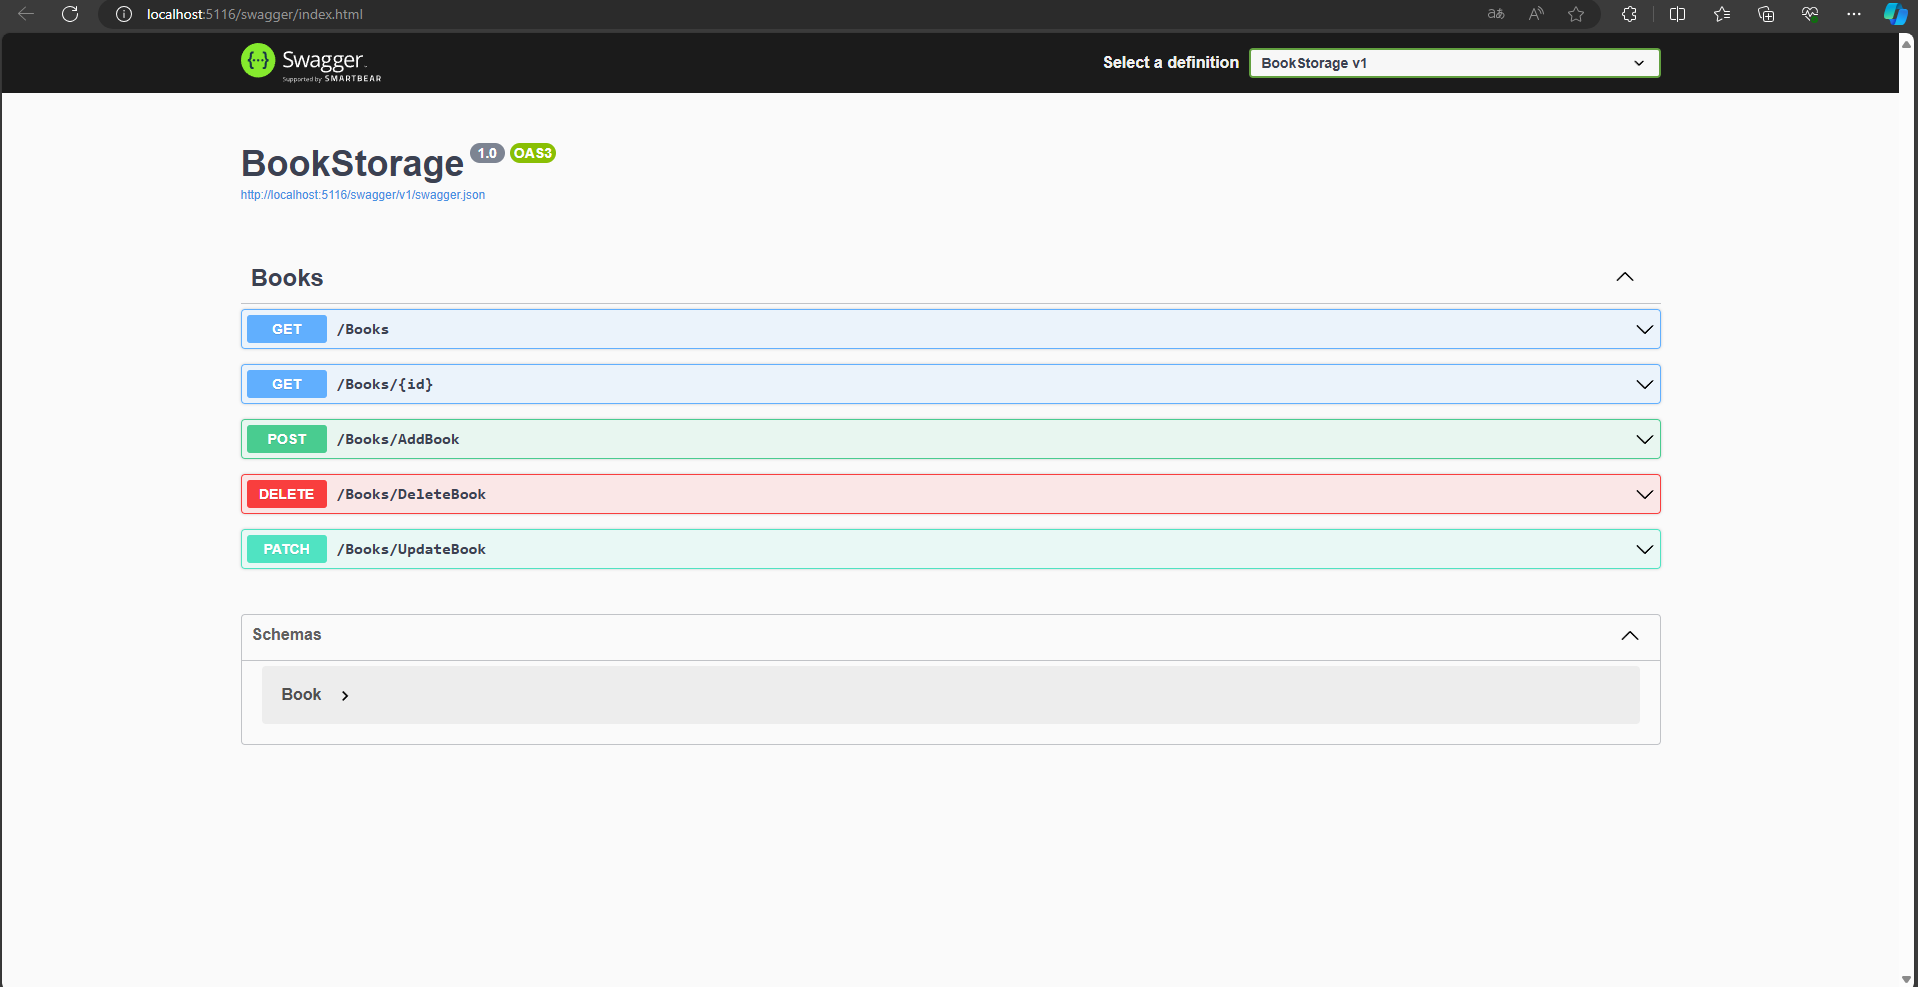 localhost:5116/swagger/index.html
Swagger
Supported by SMARTBEAR
Select a definition
BookStorage v1
BookStorage 1.0 OAS3
http://localhost:5116/swagger/v1/swagger.json
Books
GET /Books
GET /Books/{id}
POST /Books/AddBook
DELETE /Books/DeleteBook
PATCH /Books/UpdateBook
Schemas
Book